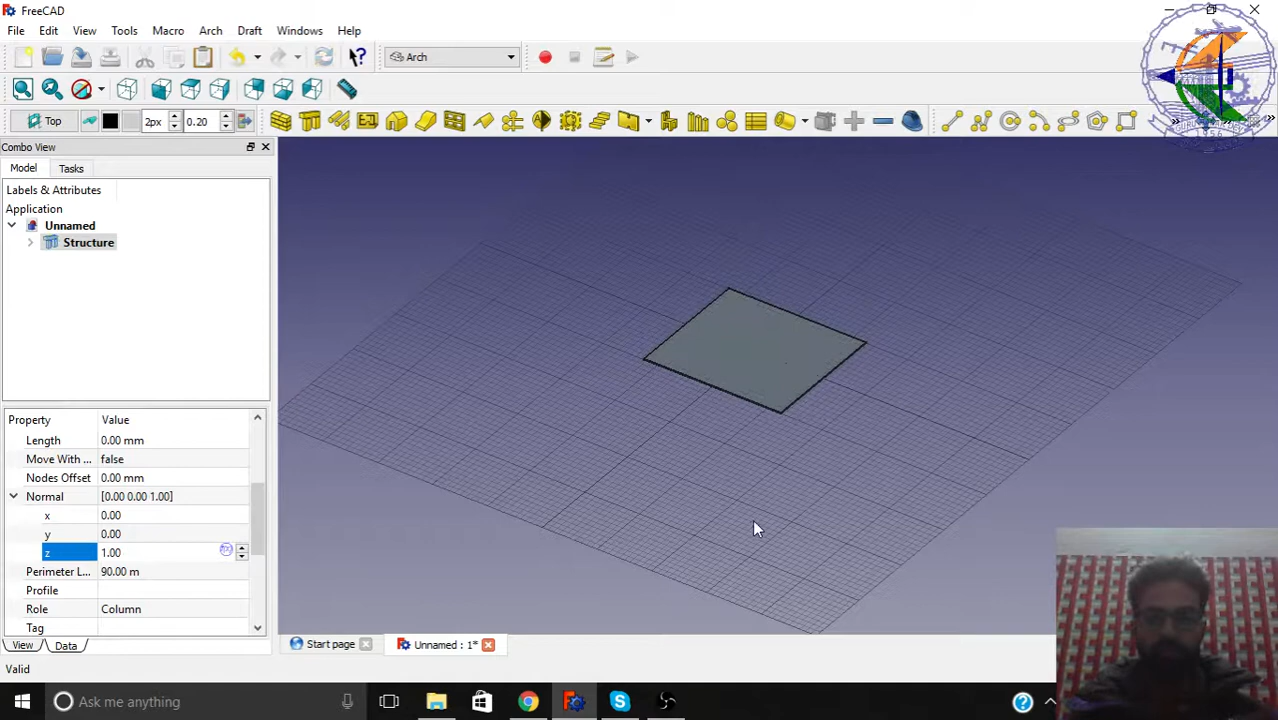 FreeCAD
File Edit View Tools Macro Arch Draft Windows Help
Arch
Top 2px 0.20
Combo View
Model Tasks
Labels & Attributes
Application
Unnamed
Structure
Property Value
Length 0.00 mm
Move With ... false
Nodes Offset 0.00 mm
Normal [0.00 0.00 1.00]
x 0.00
y 0.00
z 1.00
Perimeter L... 90.00 m
Profile
Role Column
Tag
View Data
Start page Unnamed : 1*
Valid
Ask me anything